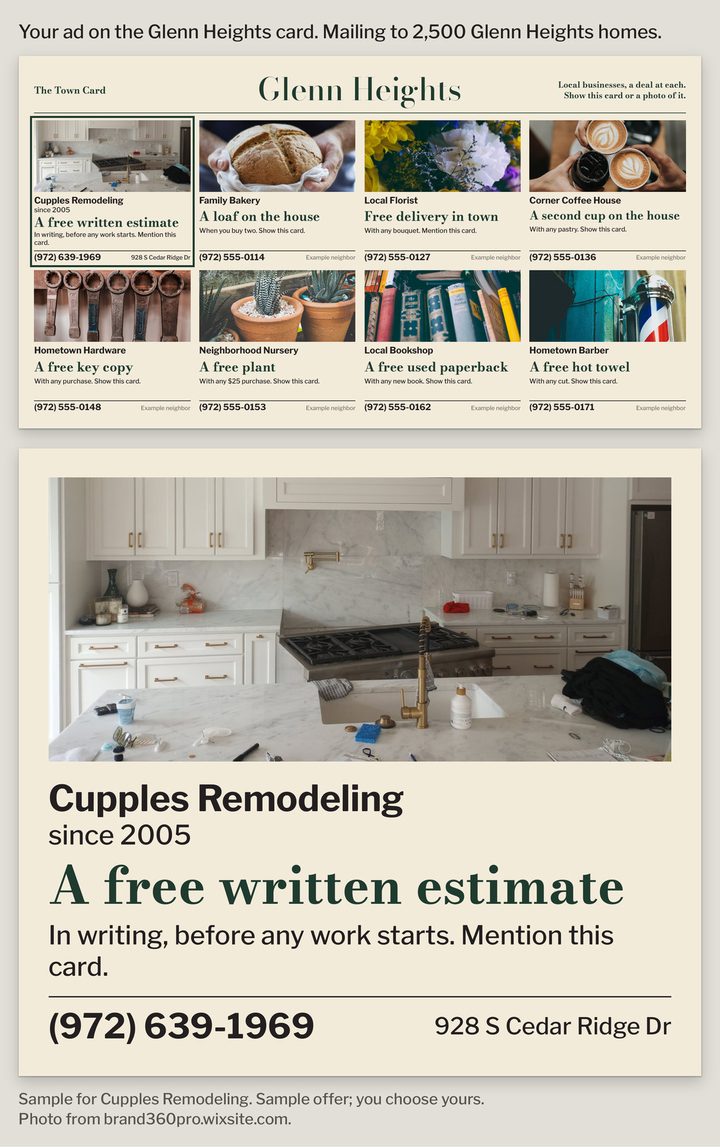 Your ad on the Glenn Heights card. Mailing to 2,500 Glenn Heights homes.
The Town Card
Glenn Heights
Local businesses, a deal at each.
Show this card or a photo of it.
Cupples Remodeling
since 2005
A free written estimate
In writing, before any work starts. Mention this
card.
(972) 639-1969
928 S Cedar Ridge Dr
Family Bakery
A loaf on the house
When you buy two. Show this card.
(972) 555-0114
Example neighbor
Local Florist
Free delivery in town
With any bouquet. Mention this card.
(972) 555-0127
Example neighbor
Corner Coffee House
A second cup on the house
With any pastry. Show this card.
(972) 555-0136
Example neighbor
Hometown Hardware
A free key copy
With any purchase. Show this card.
(972) 555-0148
Example neighbor
Neighborhood Nursery
A free plant
With any $25 purchase. Show this card.
(972) 555-0153
Example neighbor
Local Bookshop
A free used paperback
With any new book. Show this card.
(972) 555-0162
Example neighbor
Hometown Barber
A free hot towel
With any cut. Show this card.
(972) 555-0171
Example neighbor
Cupples Remodeling
since 2005
A free written estimate
In writing, before any work starts. Mention this
card.
(972) 639-1969
928 S Cedar Ridge Dr
Sample for Cupples Remodeling. Sample offer; you choose yours.
Photo from brand360pro.wixsite.com.